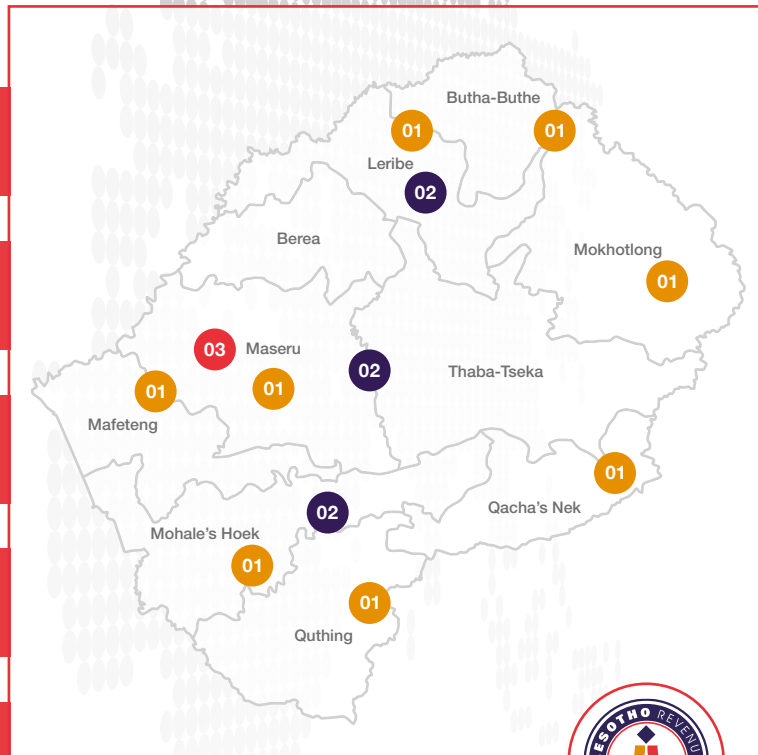 Butha-Buthe
01
01
Leribe
02
Berea
Mokhotlong
01
03
Maseru
02
Thaba-Tseka
01
01
Mafeteng
01
Qacha's Nek
02
Mohale's Hoek
01
01
Quthing
LESOTHO REVENU